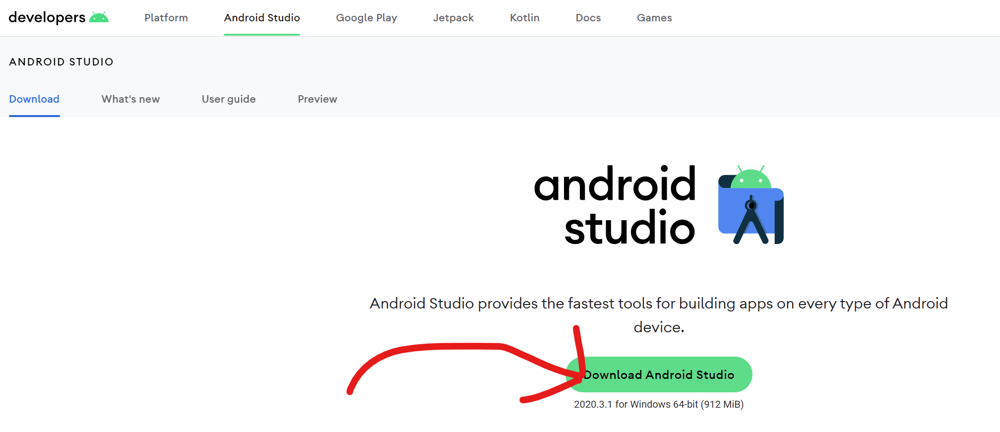 developers Platform Android Studio Google Play Jetpack Kotlin Docs Games
ANDROID STUDIO
Download What's new User guide Preview
android
studio
Android Studio provides the fastest tools for building apps on every type of Android
device.
Download Android Studio
2020.3.1 for Windows 64-bit (912 MiB)